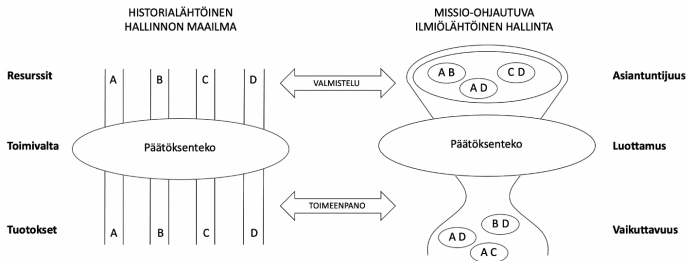 HISTORIALÄHTÖINEN
HALLINNON MAAILMA
MISSIO-OHJAUTUVA
ILMIÖLÄHTÖINEN HALLINTA
Resurssit
A B C D
VALMISTELU
A B
C D
A D
Asiantuntijuus
Toimivalta
Päätöksenteko
Päätöksenteko
Luottamus
TOIMEENPANO
Tuotokset
A B C D
B D
A D
A C
Vaikuttavuus